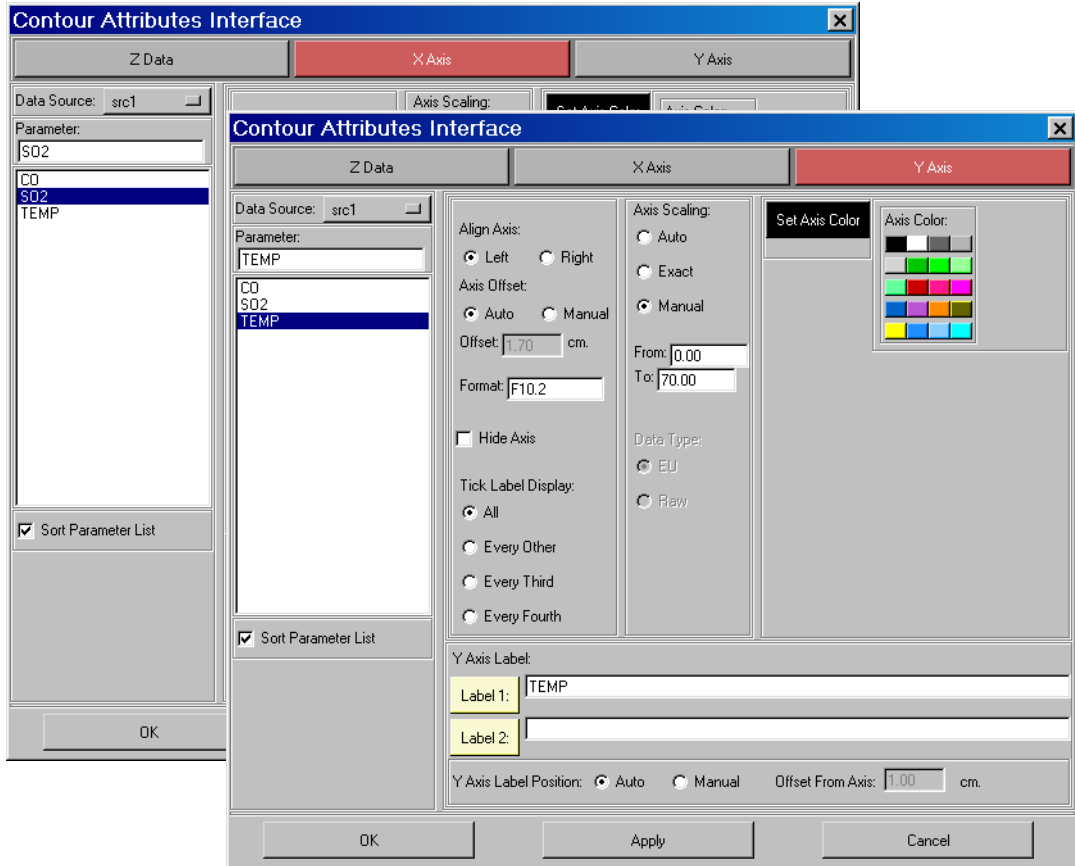 Contour Attributes Interface
Z Data
X Axis
Y Axis
Data Source: src1
Parameter:
SO2
CO
SO2
TEMP
Sort Parameter List
OK
Axis Scaling:
Set Axis Color
Axis Color:
Contour Attributes Interface
Z Data
X Axis
Y Axis
Data Source: src1
Parameter:
TEMP
CO
SO2
TEMP
Sort Parameter List
Align Axis:
Left Right
Axis Offset:
Auto Manual
Offset: 1.70 cm.
Format: F10.2
Hide Axis
Tick Label Display:
All
Every Other
Every Third
Every Fourth
Axis Scaling:
Auto
Exact
Manual
From: 0.00
To: 70.00
Data Type:
EU
Raw
Set Axis Color
Axis Color:
Y Axis Label:
Label 1: TEMP
Label 2:
Y Axis Label Position: Auto Manual Offset From Axis: 1.00 cm.
OK
Apply
Cancel